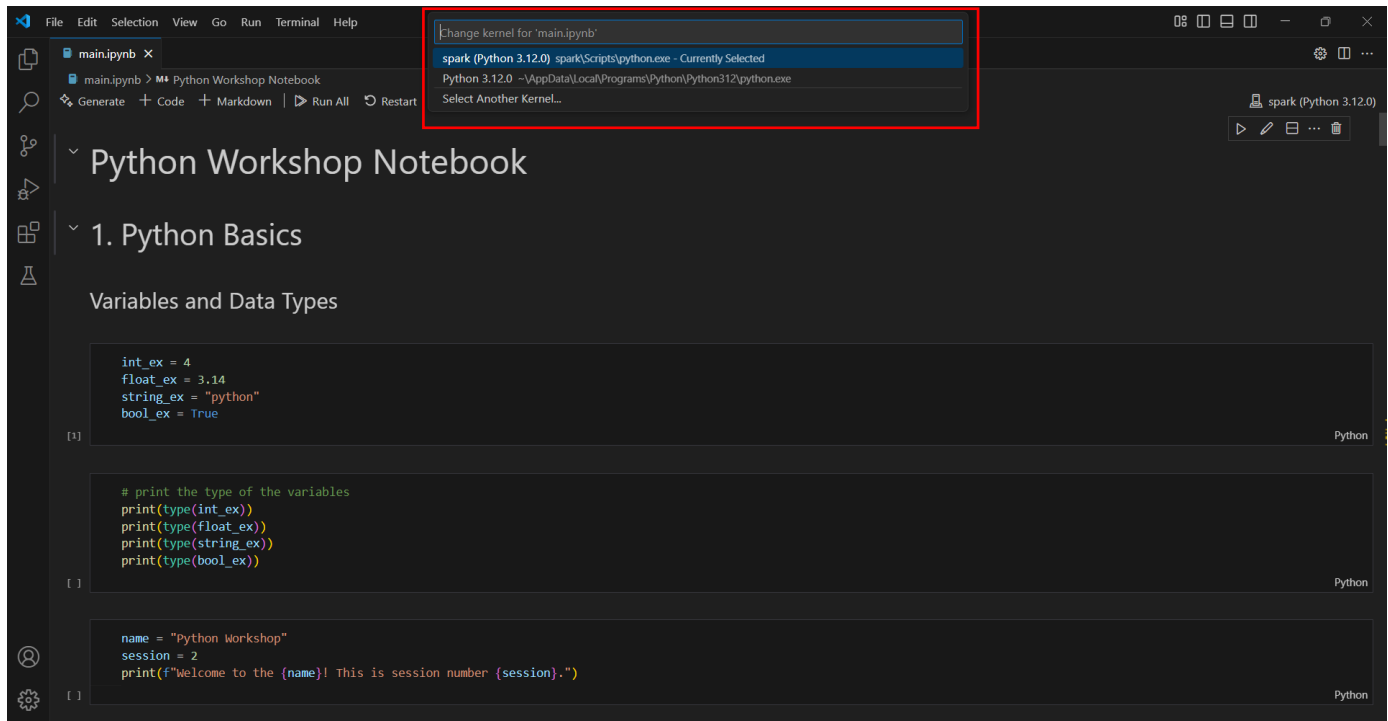 File Edit Selection View Go Run Terminal Help
Change kernel for 'main.ipynb'
spark (Python 3.12.0) spark\Scripts\python.exe - Currently Selected
Python 3.12.0 ~\AppData\Local\Programs\Python\Python312\python.exe
Select Another Kernel...
main.ipynb
main.ipynb > M↓ Python Workshop Notebook
Generate + Code + Markdown | Run All Restart
spark (Python 3.12.0)
Python Workshop Notebook
1. Python Basics
Variables and Data Types
int_ex = 4
float_ex = 3.14
string_ex = "python"
bool_ex = True
[1]
Python
# print the type of the variables
print(type(int_ex))
print(type(float_ex))
print(type(string_ex))
print(type(bool_ex))
[ ]
Python
name = "Python Workshop"
session = 2
print(f"Welcome to the {name}! This is session number {session}.")
[ ]
Python